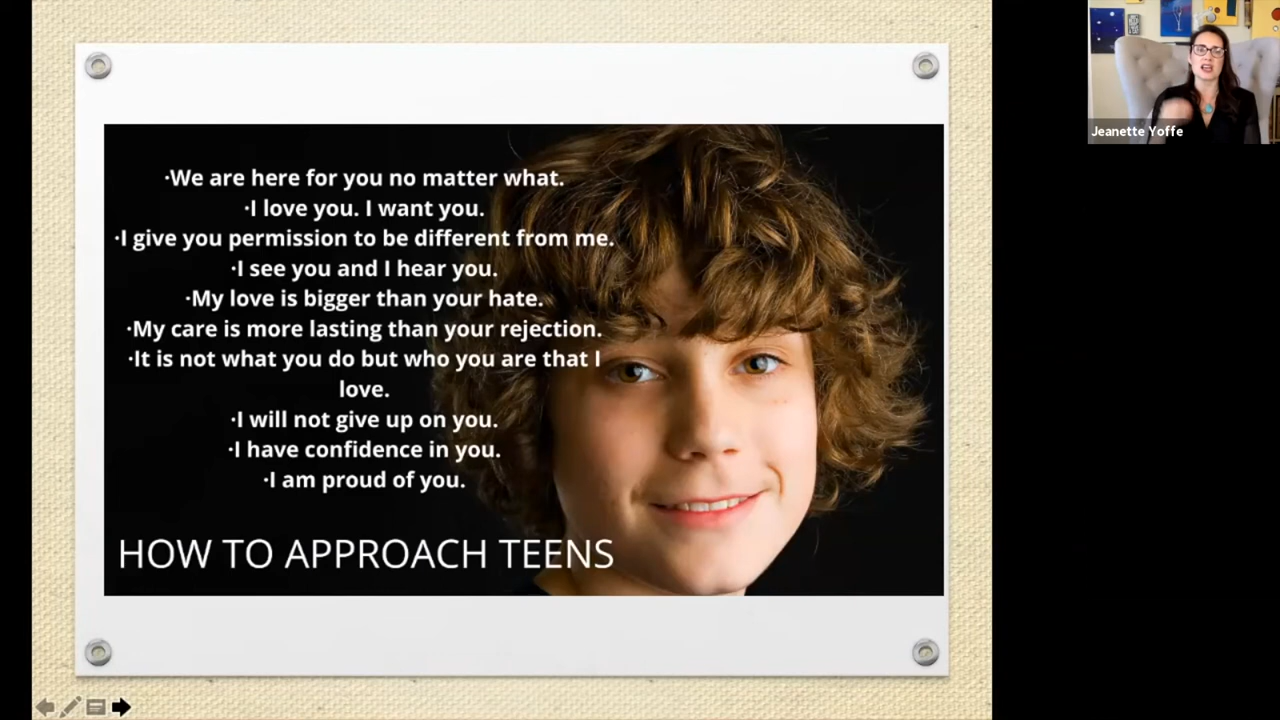 ·We are here for you no matter what.
·I love you. I want you.
·I give you permission to be different from me.
·I see you and I hear you.
·My love is bigger than your hate.
·My care is more lasting than your rejection.
·It is not what you do but who you are that I
love.
·I will not give up on you.
·I have confidence in you.
·I am proud of you.
HOW TO APPROACH TEENS
Jeanette Yoffe